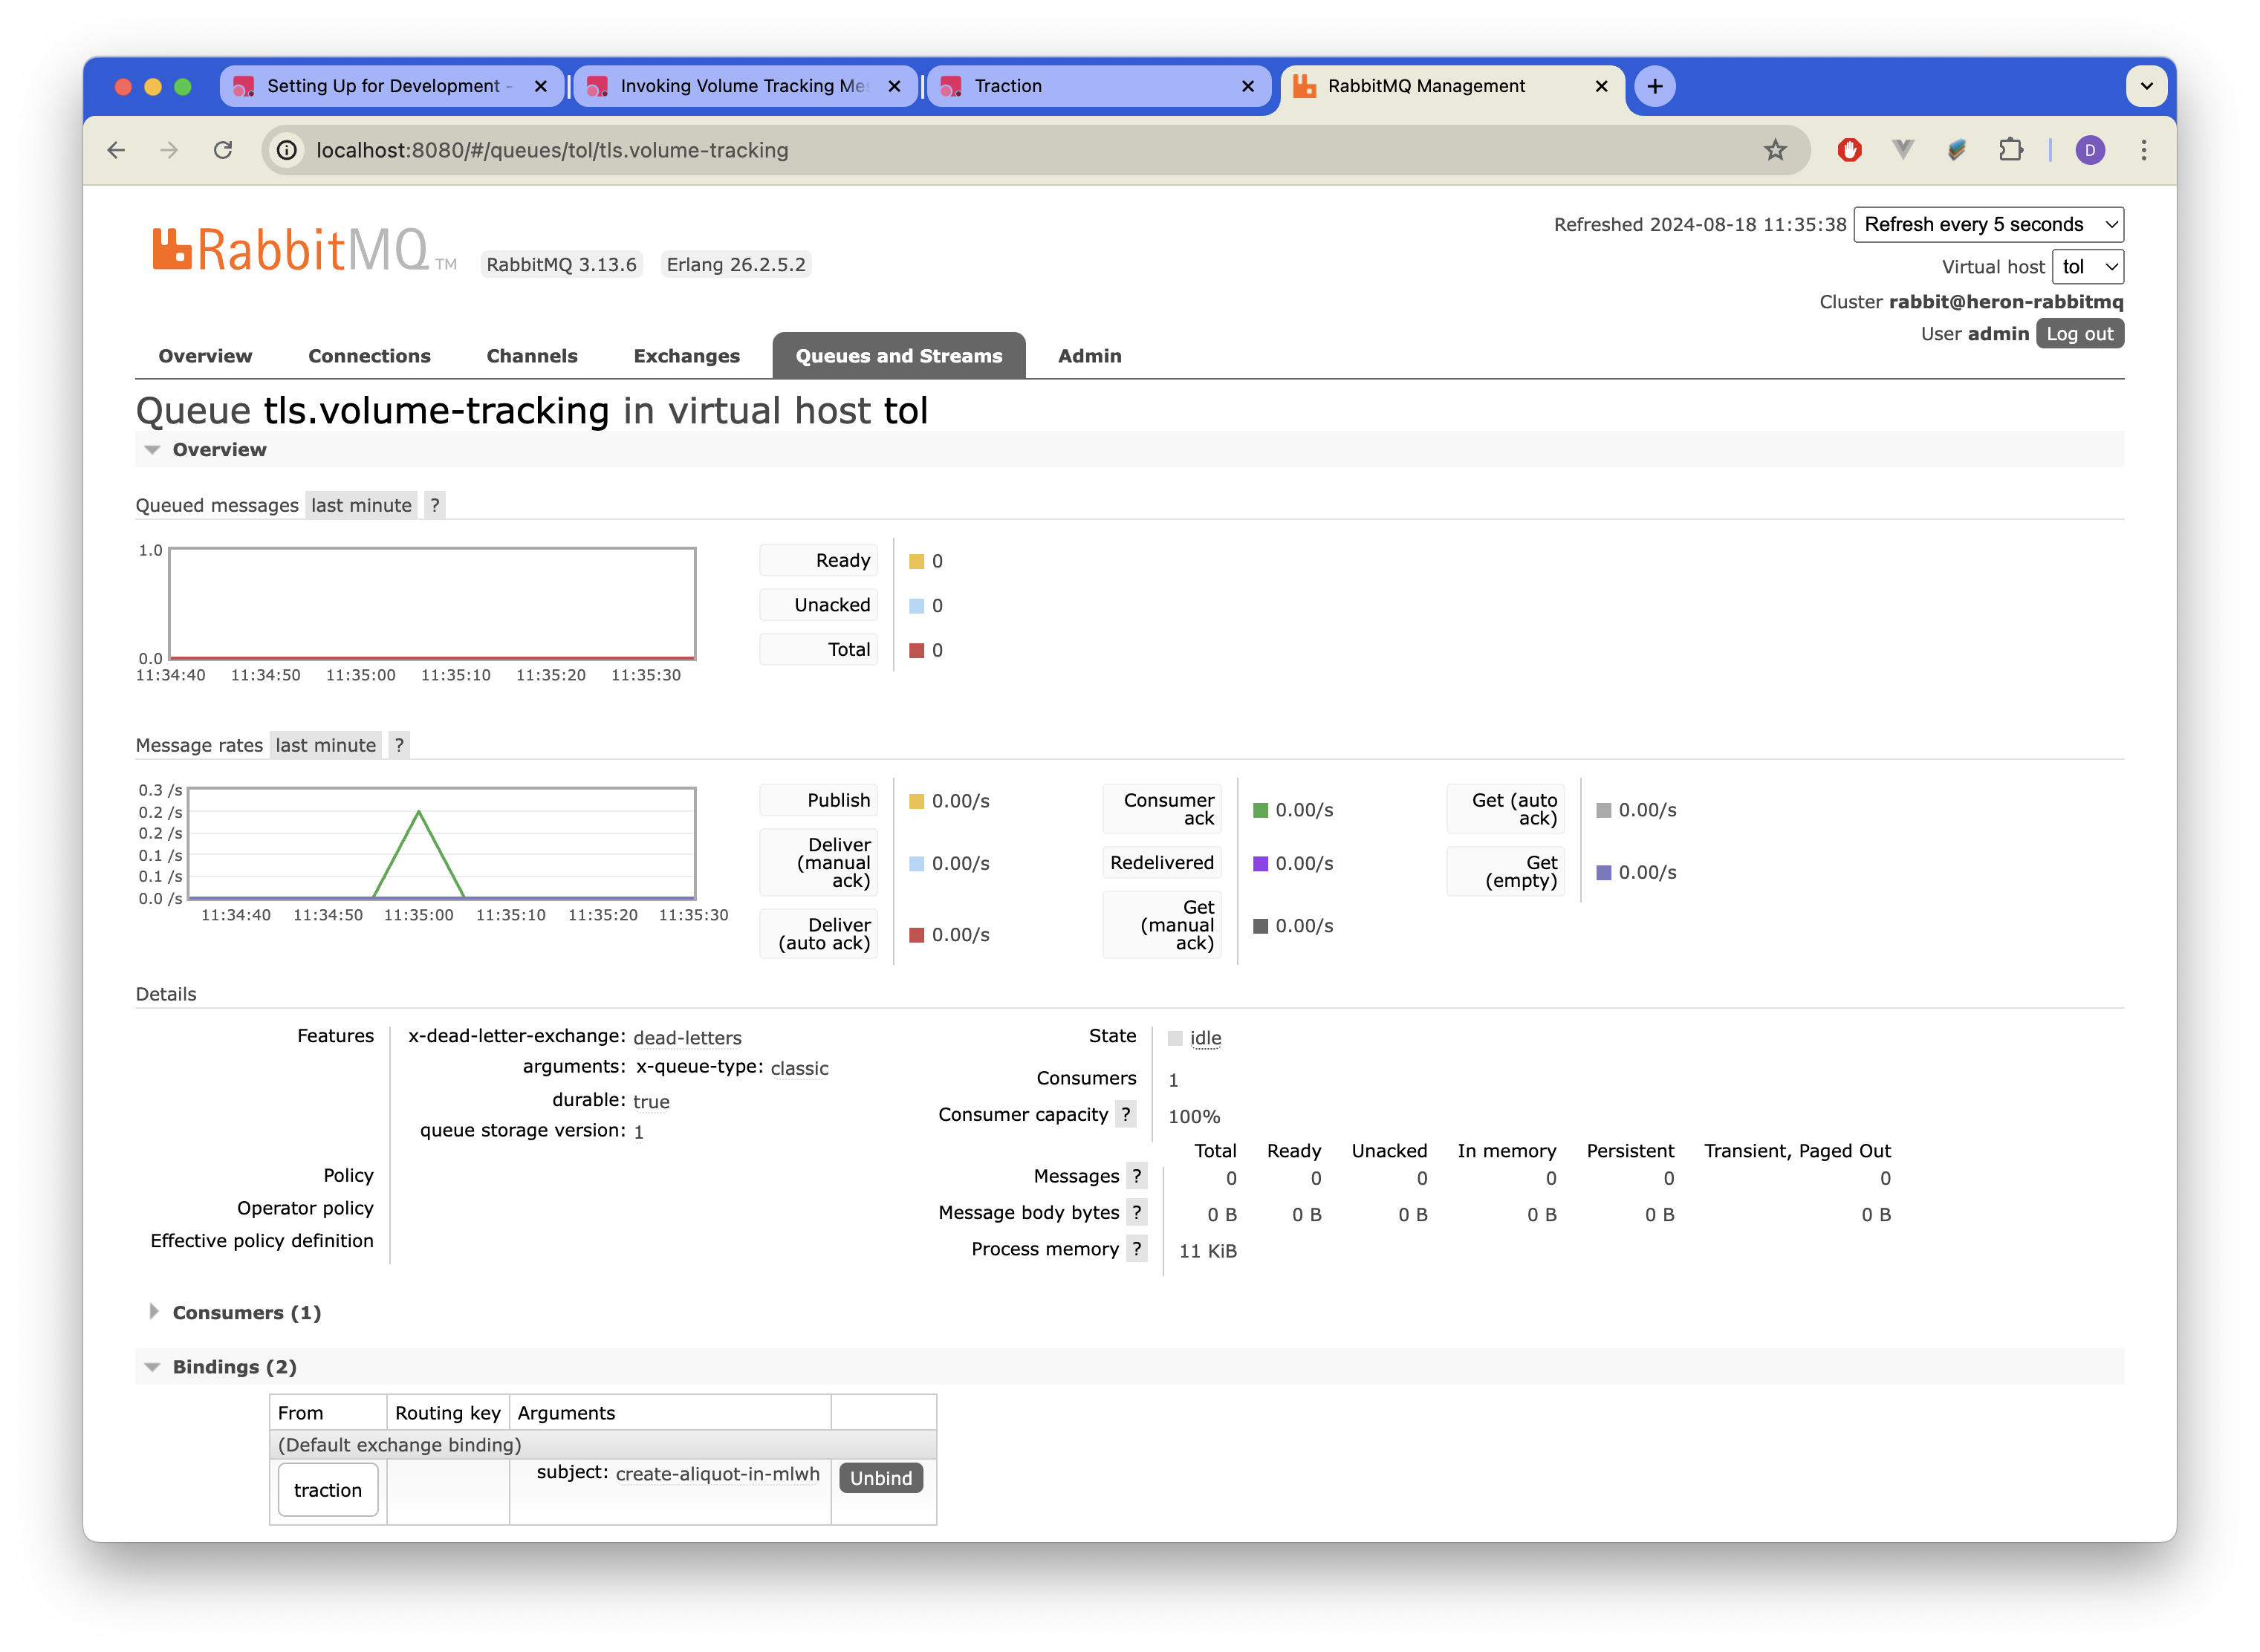 Setting Up for Development -
Invoking Volume Tracking Mes
Traction
RabbitMQ Management
localhost:8080/#/queues/tol/tls.volume-tracking
D
RabbitMQ TM
RabbitMQ 3.13.6 Erlang 26.2.5.2
Refreshed 2024-08-18 11:35:38 Refresh every 5 seconds
Virtual host tol
Cluster rabbit@heron-rabbitmq
User admin Log out
Overview Connections Channels Exchanges Queues and Streams Admin
Queue tls.volume-tracking in virtual host tol
Overview
Queued messages last minute ?
1.0
0.0
11:34:40 11:34:50 11:35:00 11:35:10 11:35:20 11:35:30
Ready 0
Unacked 0
Total 0
Message rates last minute ?
0.3 /s
0.2 /s
0.2 /s
0.1 /s
0.1 /s
0.0 /s
11:34:40 11:34:50 11:35:00 11:35:10 11:35:20 11:35:30
Publish 0.00/s
Deliver
(manual 0.00/s
ack)
Deliver
(auto ack) 0.00/s
Consumer
ack 0.00/s
Redelivered 0.00/s
Get
(manual 0.00/s
ack)
Get (auto
ack) 0.00/s
Get
(empty) 0.00/s
Details
Features
x-dead-letter-exchange: dead-letters
arguments: x-queue-type: classic
durable: true
queue storage version: 1
Policy
Operator policy
Effective policy definition
State idle
Consumers 1
Consumer capacity ? 100%
Total Ready Unacked In memory Persistent Transient, Paged Out
Messages ? 0 0 0 0 0 0
Message body bytes ? 0 B 0 B 0 B 0 B 0 B 0 B
Process memory ? 11 KiB
Consumers (1)
Bindings (2)
From Routing key Arguments
(Default exchange binding)
traction subject: create-aliquot-in-mlwh Unbind